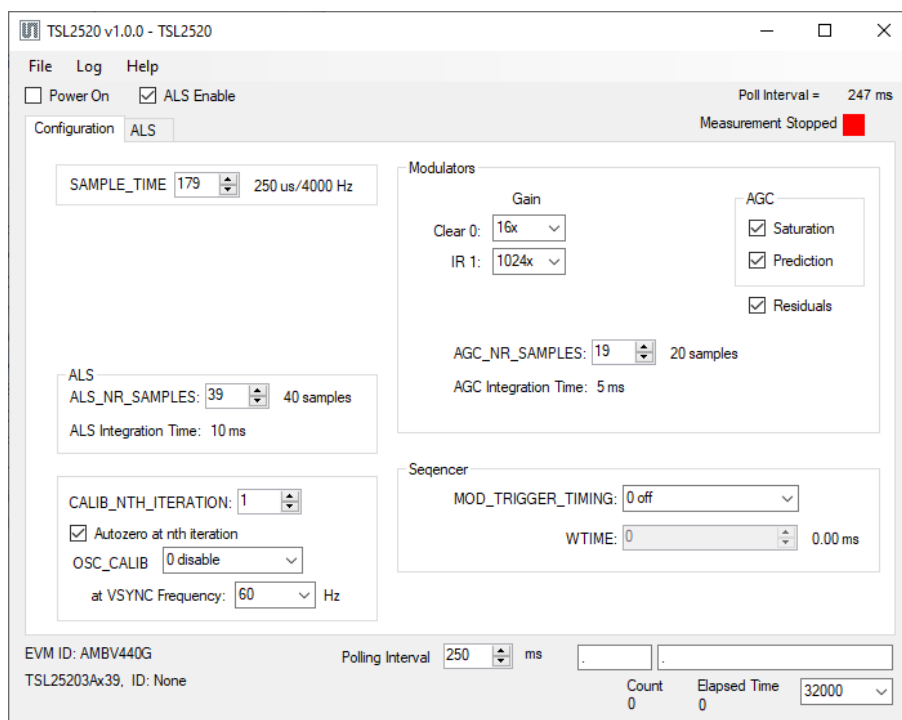 TSL2520 v1.0.0 - TSL2520
File Log Help
Power On ALS Enable
Poll Interval = 247 ms
Measurement Stopped
Configuration ALS
SAMPLE_TIME 179 250 us/4000 Hz
Modulators
Gain
Clear 0: 16x
IR 1: 1024x
AGC
Saturation
Prediction
Residuals
AGC_NR_SAMPLES: 19 20 samples
AGC Integration Time: 5 ms
ALS
ALS_NR_SAMPLES: 39 40 samples
ALS Integration Time: 10 ms
CALIB_NTH_ITERATION: 1
Autozero at nth iteration
OSC_CALIB 0 disable
at VSYNC Frequency: 60 Hz
Seqencer
MOD_TRIGGER_TIMING: 0 off
WTIME: 0 0.00 ms
EVM ID: AMBV440G
TSL25203Ax39, ID: None
Polling Interval 250 ms . .
Count Elapsed Time 32000
0 0